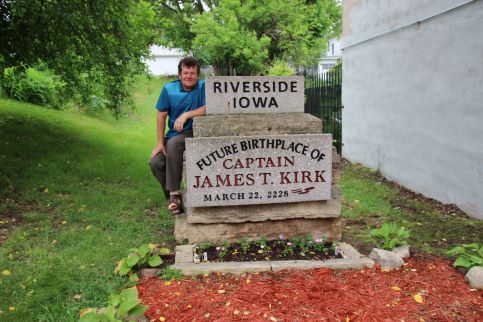 RIVERSIDE
IOWA
FUTURE BIRTHPLACE OF
CAPTAIN
JAMES T. KIRK
MARCH 22, 2228